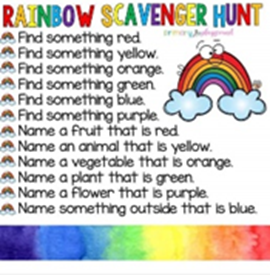 RAINBOW SCAVENGER HUNT
Find something red.
Find something yellow.
Find something orange.
Find something green.
Find something blue.
Find something purple.
Name a fruit that is red.
Name an animal that is yellow.
Name a vegetable that is orange.
Name a plant that is green.
Name a flower that is purple.
Name something outside that is blue.